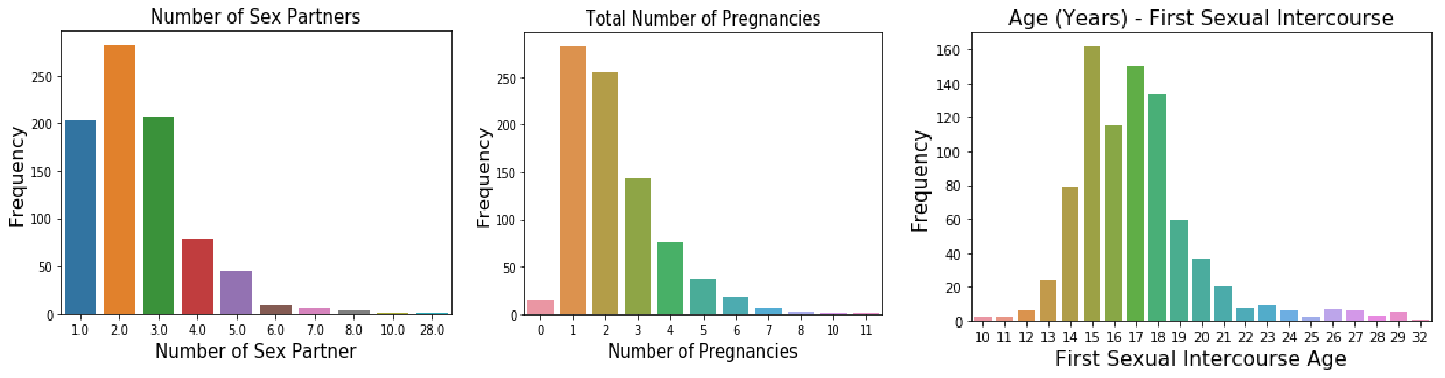 Number of Sex Partners
Frequency
250
200
150
100
50
0
1.0 2.0 3.0 4.0 5.0 6.0 7.0 8.0 10.0 28.0
Number of Sex Partner
Total Number of Pregnancies
Frequency
250
200
150
100
50
0
0 1 2 3 4 5 6 7 8 10 11
Number of Pregnancies
Age (Years) - First Sexual Intercourse
Frequency
160
140
120
100
80
60
40
20
0
10 11 12 13 14 15 16 17 18 19 20 21 22 23 24 25 26 27 28 29 32
First Sexual Intercourse Age